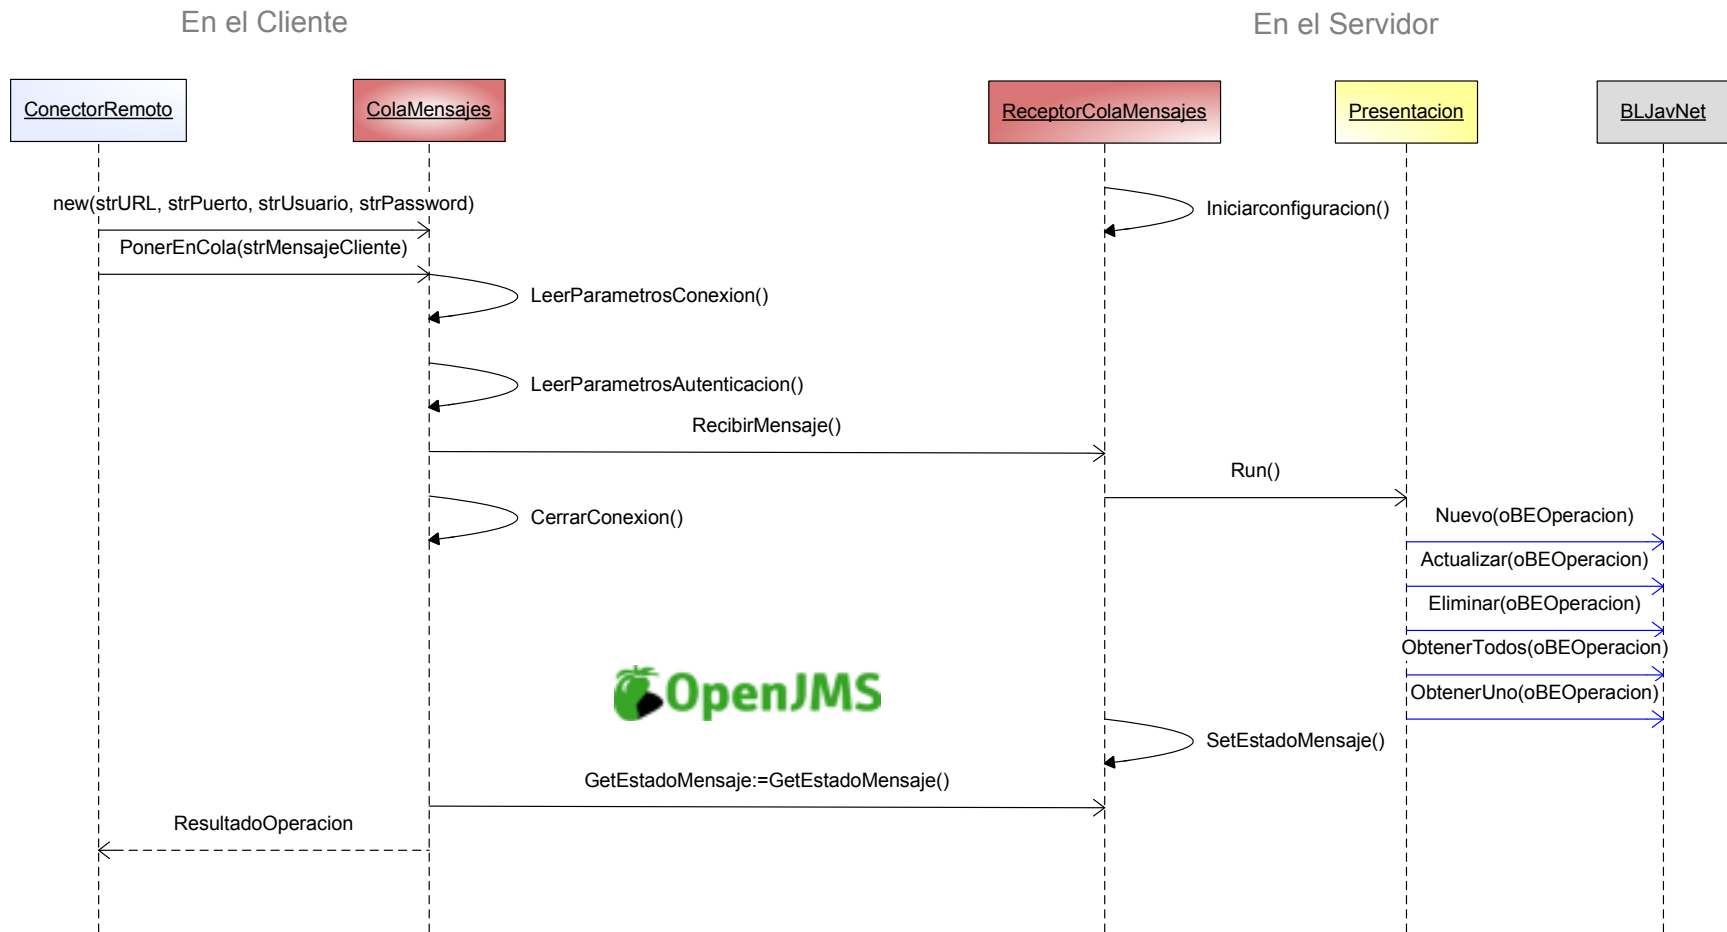 En el Cliente
En el Servidor
ConectorRemoto
ColaMensajes
ReceptorColaMensajes
Presentacion
BLJavNet
new(strURL, strPuerto, strUsuario, strPassword)
Iniciarconfiguracion()
PonerEnCola(strMensajeCliente)
LeerParametrosConexion()
LeerParametrosAutenticacion()
RecibirMensaje()
Run()
CerrarConexion()
Nuevo(oBEOperacion)
Actualizar(oBEOperacion)
Eliminar(oBEOperacion)
ObtenerTodos(oBEOperacion)
OpenJMS
ObtenerUno(oBEOperacion)
SetEstadoMensaje()
GetEstadoMensaje:=GetEstadoMensaje()
ResultadoOperacion